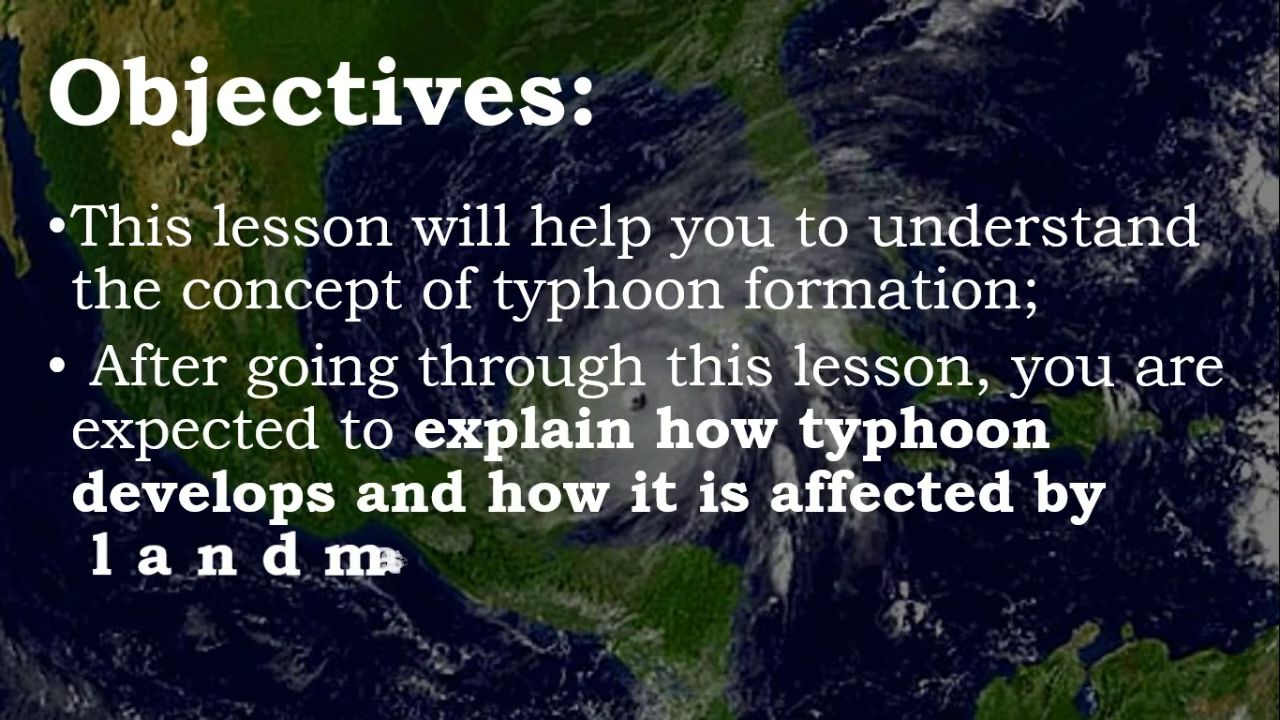 Objectives:
•This lesson will help you to understand
the concept of typhoon formation;
• After going through this lesson, you are
expected to explain how typhoon
develops and how it is affected by